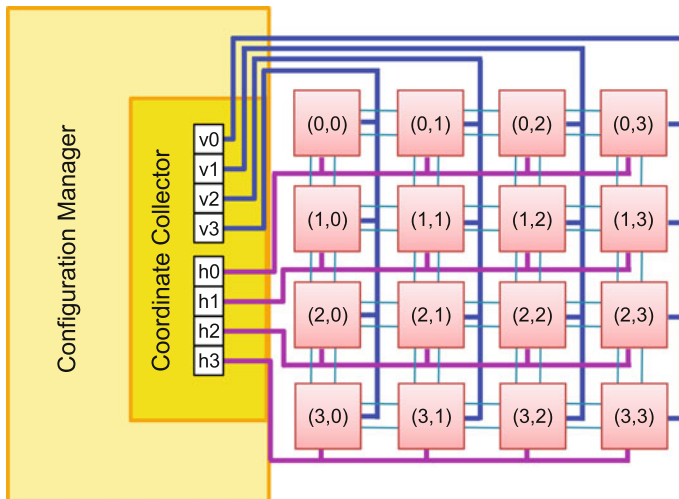 Configuration Manager
Coordinate Collector
v0
v1
v2
v3
h0
h1
h2
h3
(0,0) (0,1) (0,2) (0,3)
(1,0) (1,1) (1,2) (1,3)
(2,0) (2,1) (2,2) (2,3)
(3,0) (3,1) (3,2) (3,3)